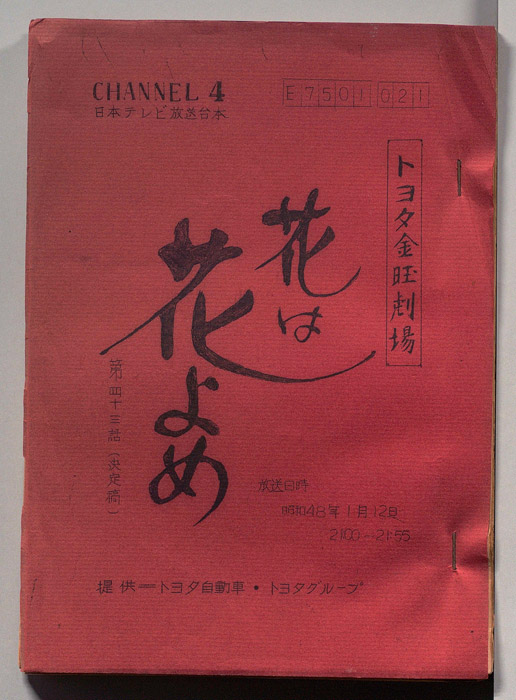 CHANNEL 4
日本テレビ放送台本
E7501021
トヨタ金曜劇場
花は
花よめ
第四十三話(決定稿)
放送日時
昭和48年1月12日
21:00-21:55
提供=トヨタ自動車・トヨタグループ